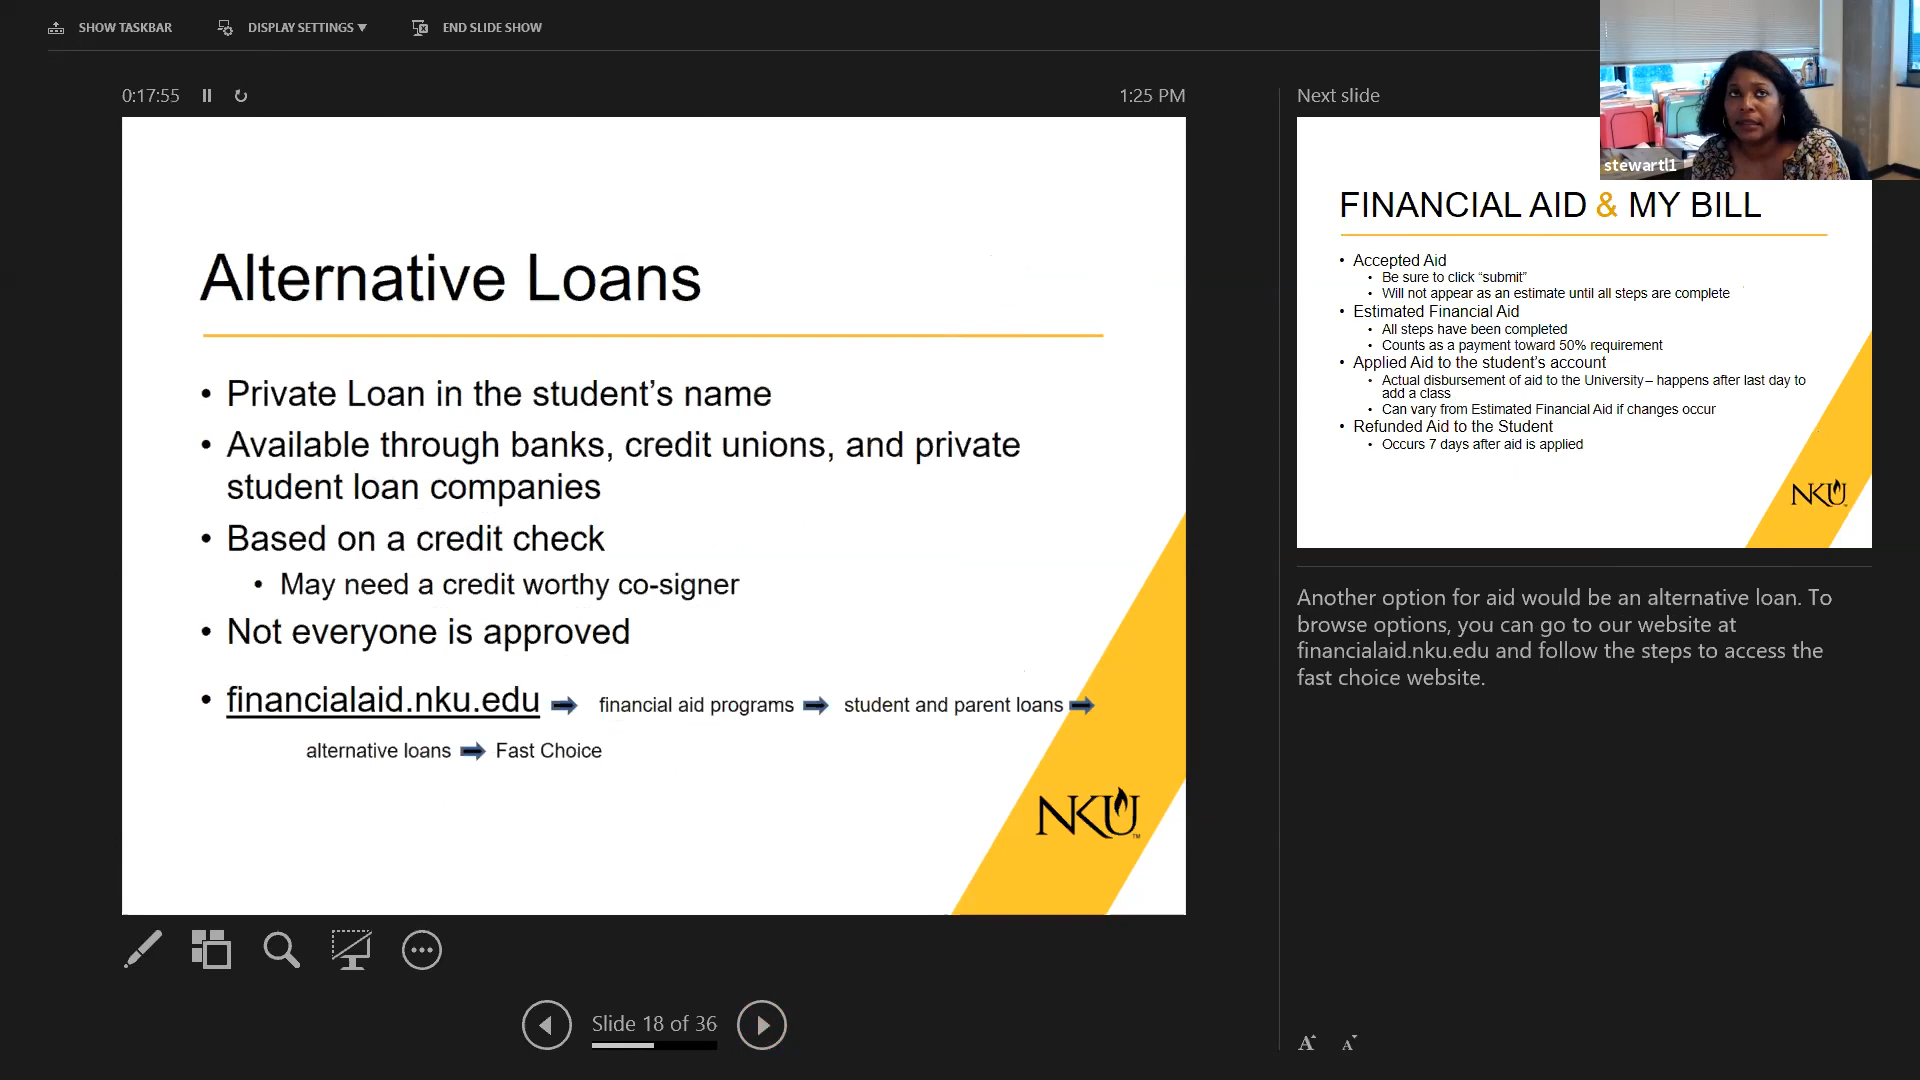 SHOW TASKBAR
DISPLAY SETTINGS
END SLIDE SHOW
0:17:55
1:25 PM
Alternative Loans
• Private Loan in the student’s name
• Available through banks, credit unions, and private
student loan companies
• Based on a credit check
• May need a credit worthy co-signer
• Not everyone is approved
• financialaid.nku.edu financial aid programs student and parent loans
alternative loans Fast Choice
NKU
Slide 18 of 36
Next slide
stewartl1
FINANCIAL AID & MY BILL
• Accepted Aid
• Be sure to click “submit”
• Will not appear as an estimate until all steps are complete
• Estimated Financial Aid
• All steps have been completed
• Counts as a payment toward 50% requirement
• Applied Aid to the student’s account
• Actual disbursement of aid to the University – happens after last day to
add a class
• Can vary from Estimated Financial Aid if changes occur
• Refunded Aid to the Student
• Occurs 7 days after aid is applied
NKU
Another option for aid would be an alternative loan. To
browse options, you can go to our website at
financialaid.nku.edu and follow the steps to access the
fast choice website.
A A